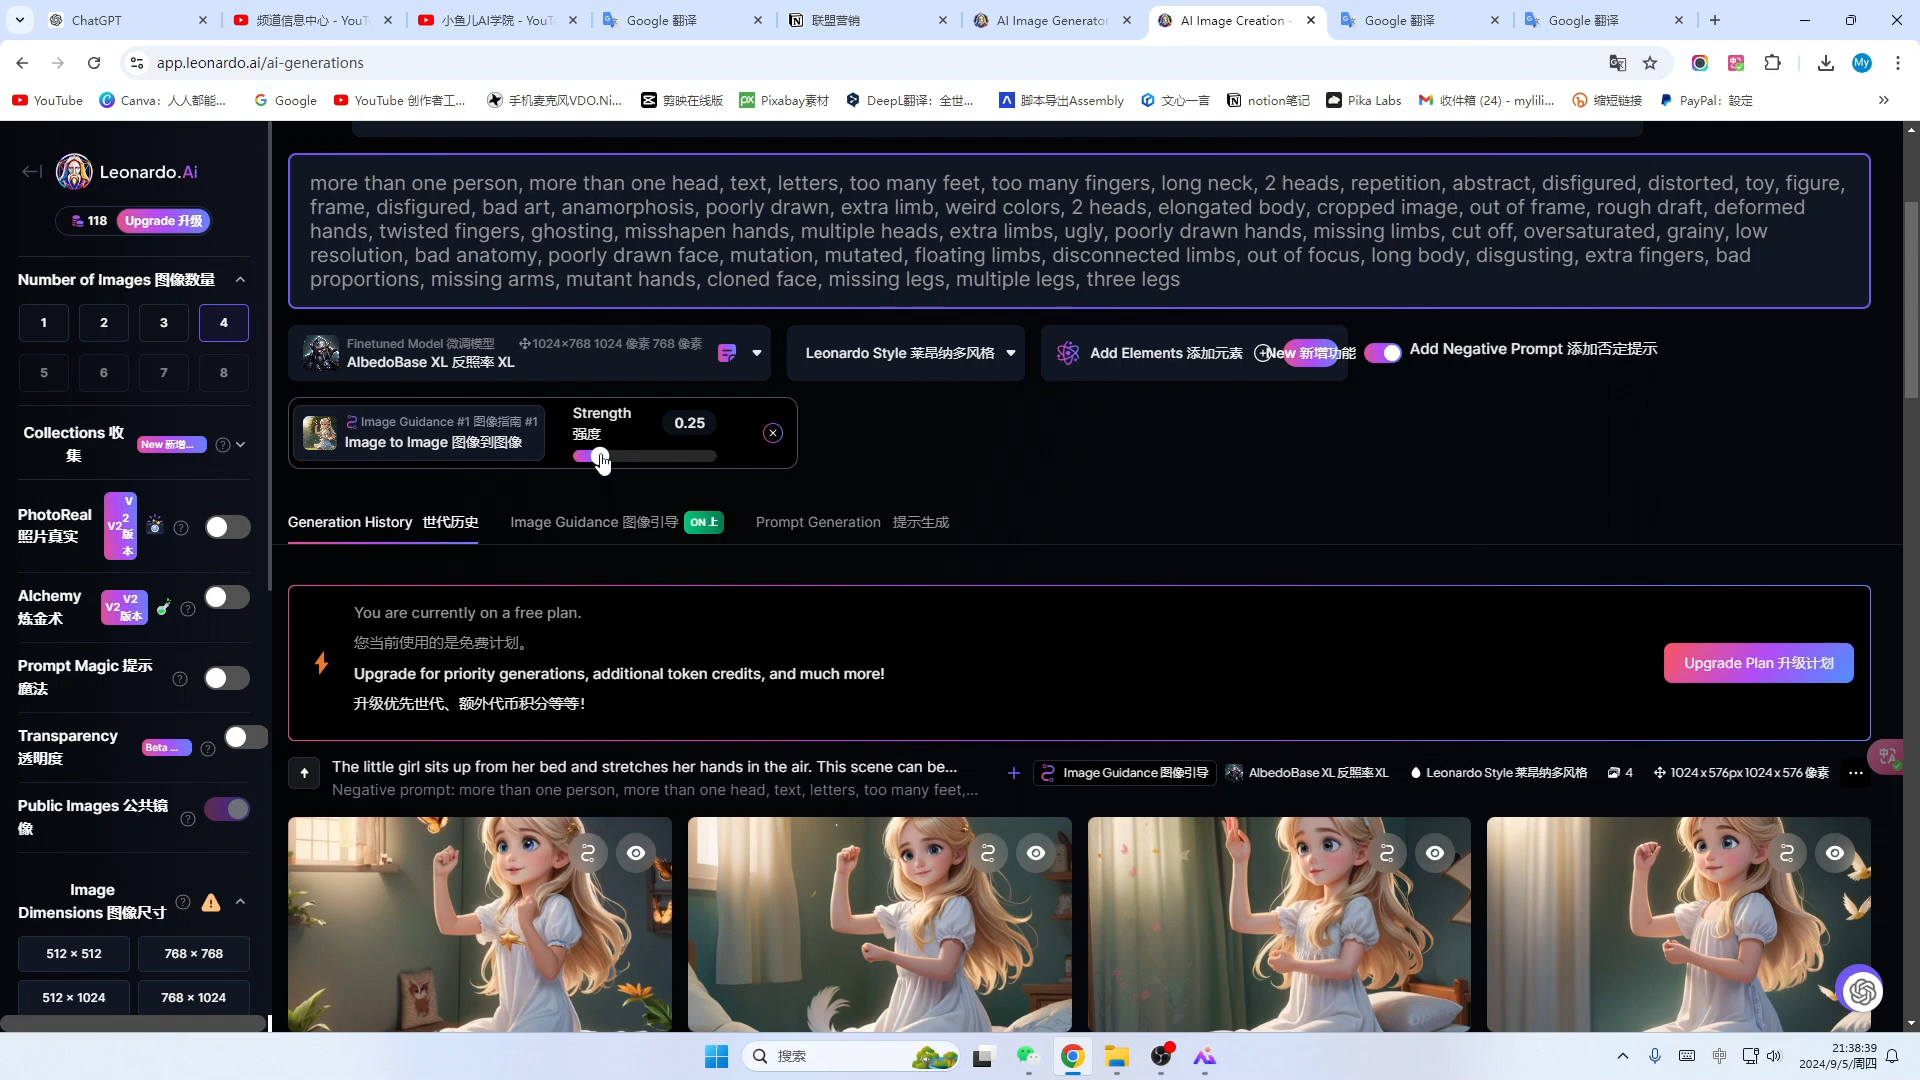 ChatGPT
频道信息中心 - YouT
小鱼儿AI学院 - YouT
Google 翻译
联盟营销
AI Image Generator
AI Image Creation -
Google 翻译
Google 翻译
app.leonardo.ai/ai-generations
My
YouTube
Canva：人人都能...
Google
YouTube 创作者工...
手机麦克风VDO.Ni...
剪映在线版
Pixabay素材
DeepL翻译：全世...
脚本导出Assembly
文心一言
notion笔记
Pika Labs
收件箱 (24) - mylili...
缩短链接
PayPal：設定
Leonardo.Ai
118
Upgrade 升级
Number of Images 图像数量
1 2 3 4
5 6 7 8
Collections 收集
New 新增...
PhotoReal 照片真实
V2 V2版本
Alchemy 炼金术
V2 V2版本
Prompt Magic 提示魔法
Transparency 透明度
Beta ...
Public Images 公共镜像
Image Dimensions 图像尺寸
512 × 512
768 × 768
512 × 1024
768 × 1024
more than one person, more than one head, text, letters, too many feet, too many fingers, long neck, 2 heads, repetition, abstract, disfigured, distorted, toy, figure,
frame, disfigured, bad art, anamorphosis, poorly drawn, extra limb, weird colors, 2 heads, elongated body, cropped image, out of frame, rough draft, deformed
hands, twisted fingers, ghosting, misshapen hands, multiple heads, extra limbs, ugly, poorly drawn hands, missing limbs, cut off, oversaturated, grainy, low
resolution, bad anatomy, poorly drawn face, mutation, mutated, floating limbs, disconnected limbs, out of focus, long body, disgusting, extra fingers, bad
proportions, missing arms, mutant hands, cloned face, missing legs, multiple legs, three legs
Finetuned Model 微调模型
1024×768 1024 像素 768 像素
AlbedoBase XL 反照率 XL
Leonardo Style 莱昂纳多风格
Add Elements 添加元素
New 新增功能
Add Negative Prompt 添加否定提示
Image Guidance #1 图像指南 #1
Image to Image 图像到图像
Strength
强度
0.25
Generation History 世代历史
Image Guidance 图像引导
ON上
Prompt Generation 提示生成
You are currently on a free plan.
您当前使用的是免费计划。
Upgrade for priority generations, additional token credits, and much more!
升级优先世代、额外代币积分等等！
Upgrade Plan 升级计划
The little girl sits up from her bed and stretches her hands in the air. This scene can be...
Negative prompt: more than one person, more than one head, text, letters, too many feet,...
Image Guidance 图像引导
AlbedoBase XL 反照率XL
Leonardo Style 莱昂纳多风格
4
1024 x 576px 1024 x 576 像素
搜索
中
21:38:39
2024/9/5/周四